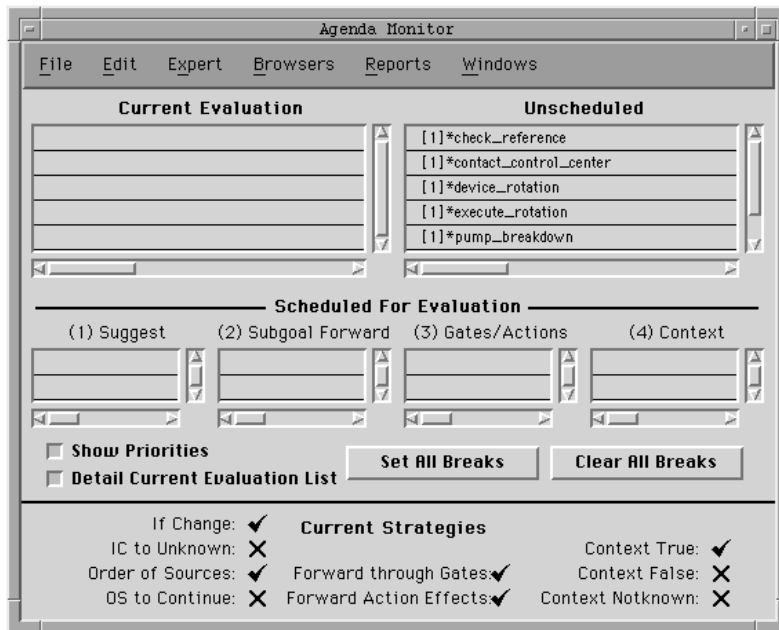 Agenda Monitor
File Edit Expert Browsers Reports Windows
Current Evaluation Unscheduled
[1]*check_reference
[1]*contact_control_center
[1]*device_rotation
[1]*execute_rotation
[1]*pump_breakdown
Scheduled For Evaluation
(1) Suggest (2) Subgoal Forward (3) Gates/Actions (4) Context
Show Priorities
Detail Current Evaluation List
Set All Breaks Clear All Breaks
If Change: ✔ Current Strategies
IC to Unknown: ✕ Context True: ✔
Order of Sources: ✔ Forward through Gates:✔ Context False: ✕
OS to Continue: ✕ Forward Action Effects:✔ Context Notknown: ✕